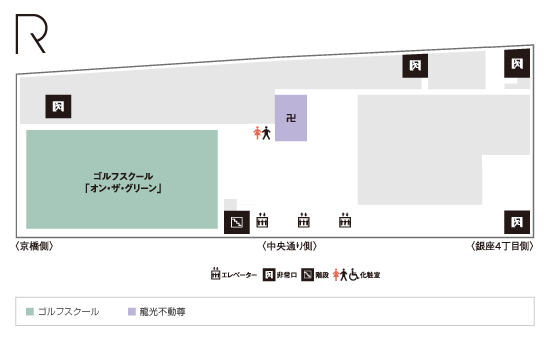 R
卍
ゴルフスクール
「オン・ザ・グリーン」
〈京橋側〉 〈中央通り側〉 〈銀座4丁目側〉
エレベーター 非常口 階段 化粧室
ゴルフスクール 龍光不動尊